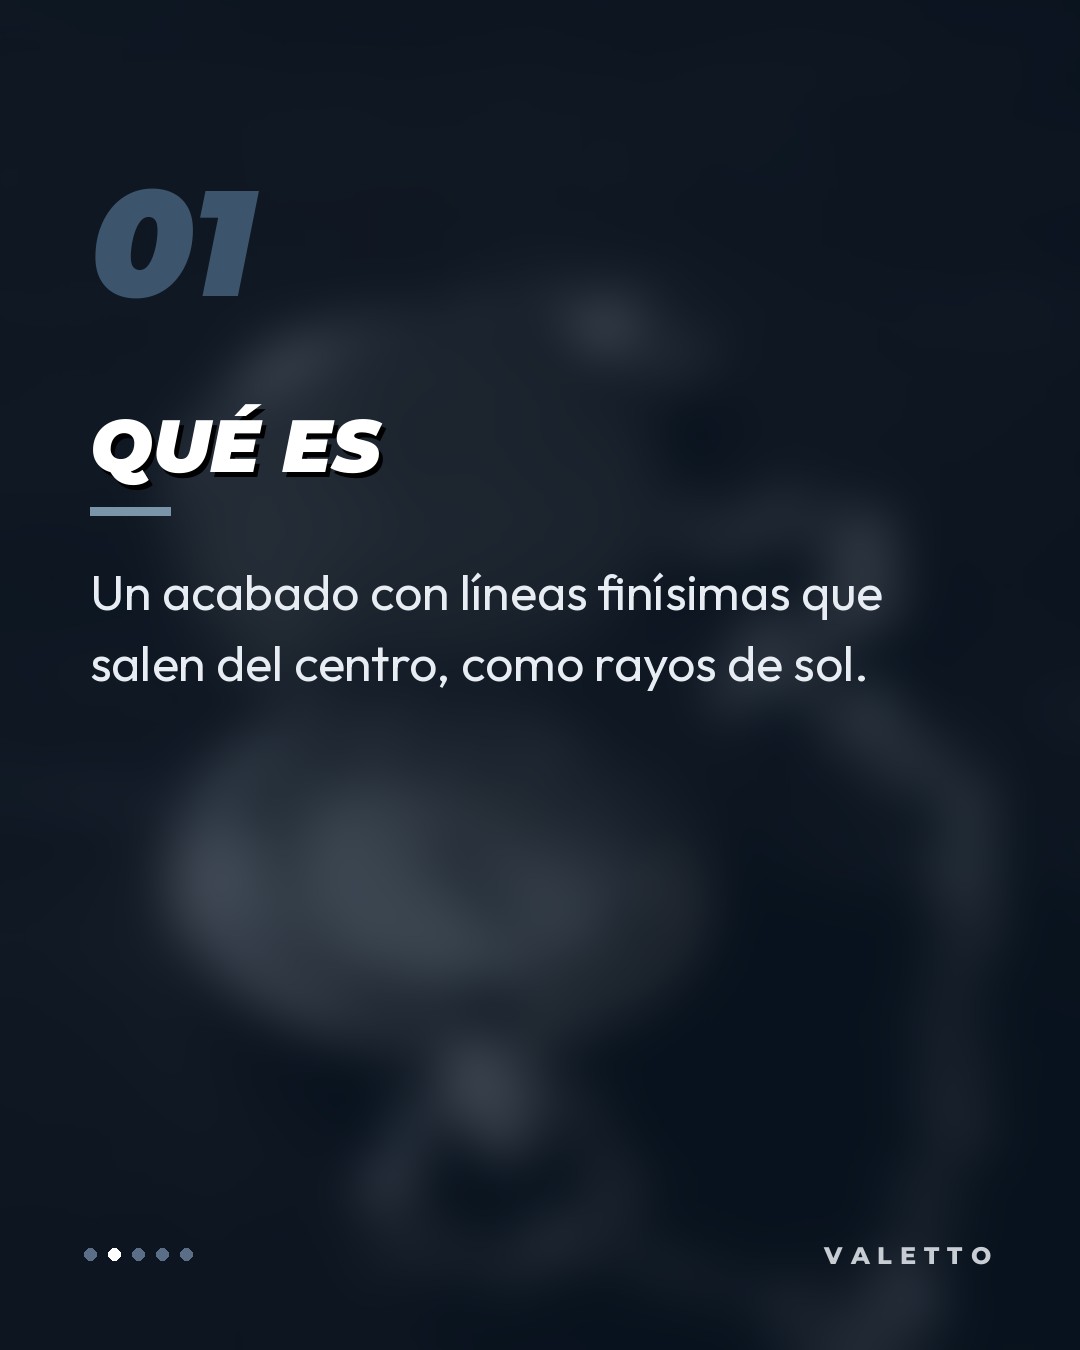 01
QUÉ ES
Un acabado con líneas finísimas que
salen del centro, como rayos de sol.
VALETTO